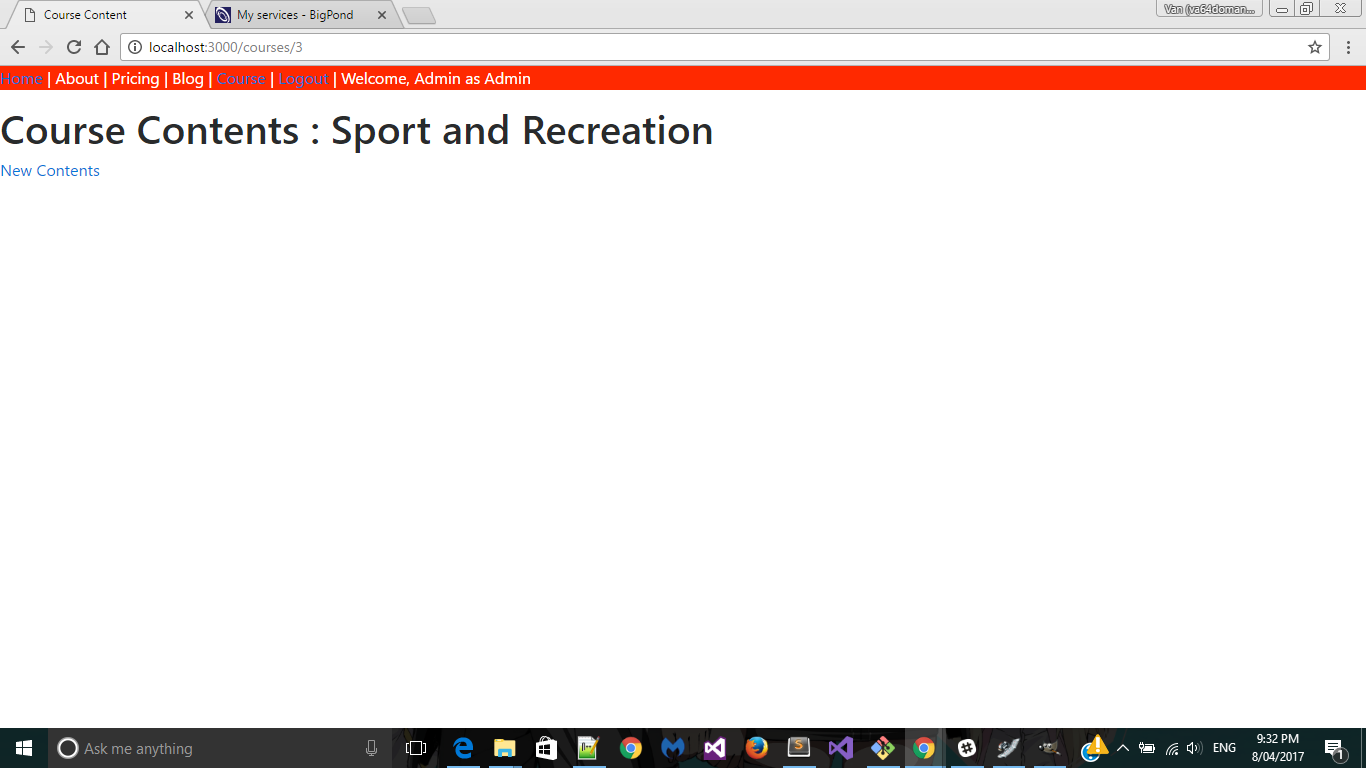 Course Content
My services - BigPond
Van (va64doman...
localhost:3000/courses/3
Home | About | Pricing | Blog | Course | Logout | Welcome, Admin as Admin
Course Contents : Sport and Recreation
New Contents
Ask me anything
ENG
9:32 PM
8/04/2017
1